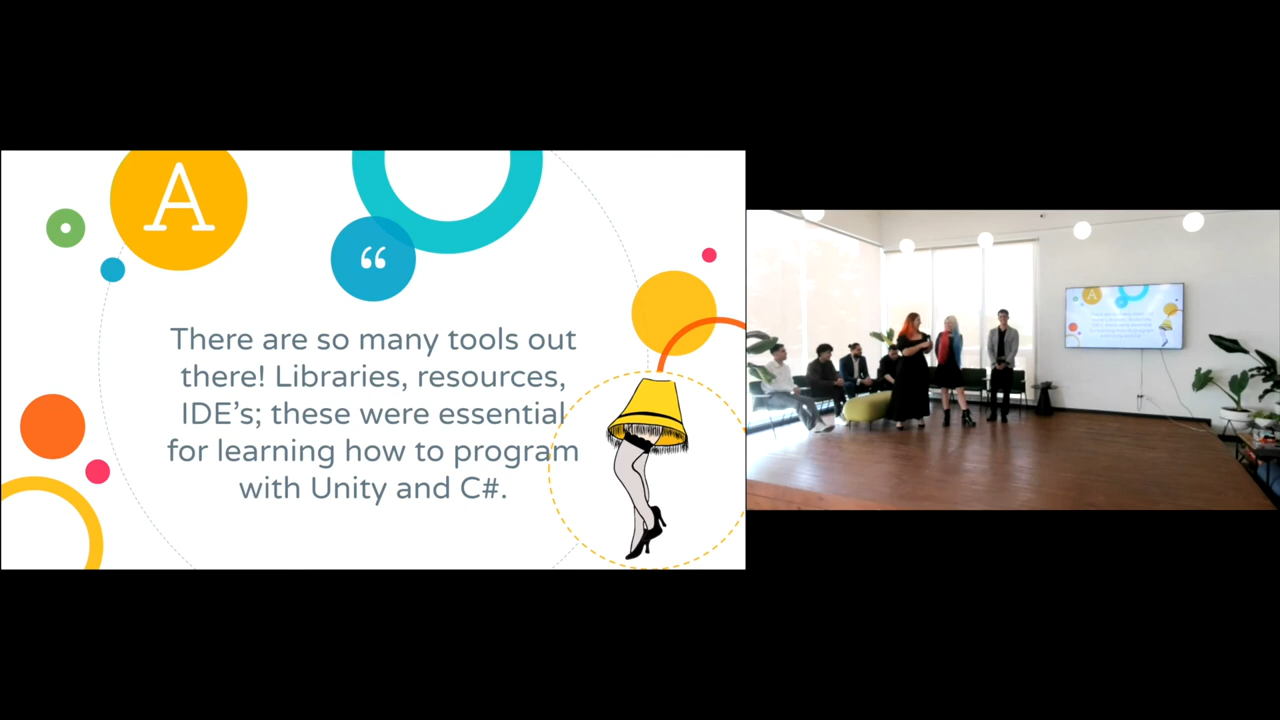 A
“
There are so many tools out
there! Libraries, resources,
IDE’s; these were essential
for learning how to program
with Unity and C#.